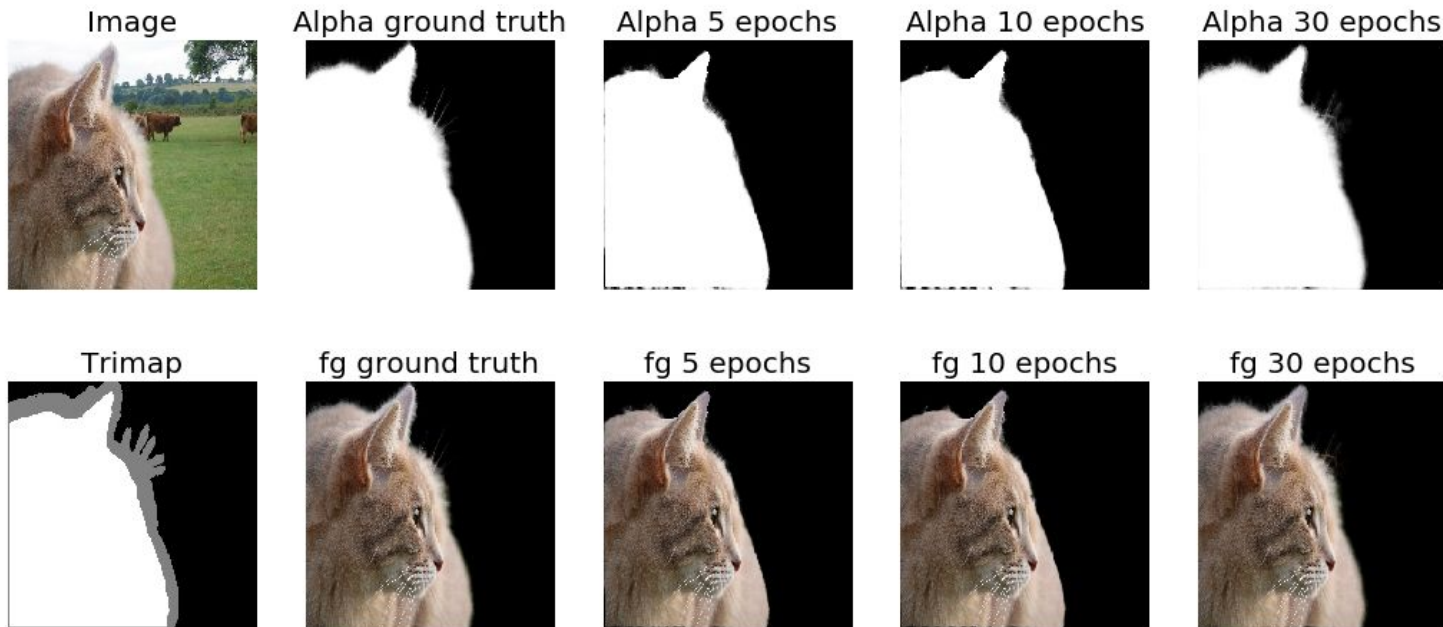 Image
Alpha ground truth
Alpha 5 epochs
Alpha 10 epochs
Alpha 30 epochs
Trimap
fg ground truth
fg 5 epochs
fg 10 epochs
fg 30 epochs